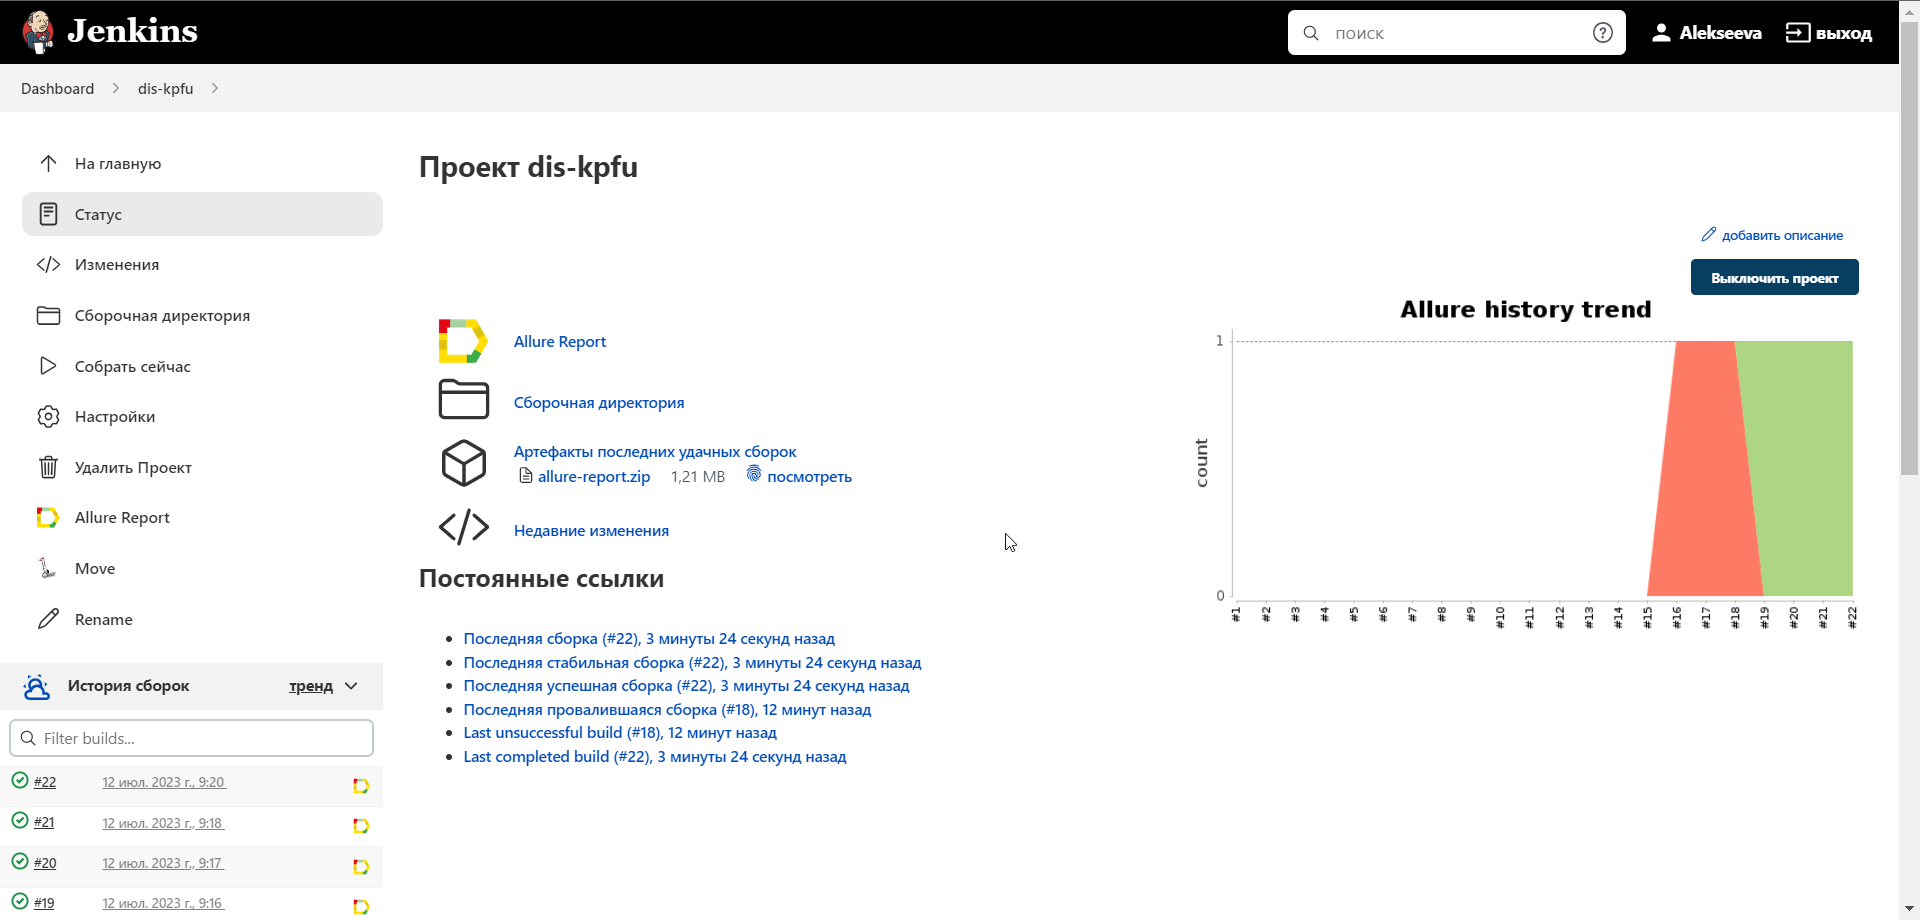 Jenkins
поиск
Alekseeva
выход
Dashboard
dis-kpfu
На главную
Статус
Изменения
Сборочная директория
Собрать сейчас
Настройки
Удалить Проект
Allure Report
Move
Rename
История сборок
тренд
Filter builds...
#22 12 июл. 2023 г., 9:20
#21 12 июл. 2023 г., 9:18
#20 12 июл. 2023 г., 9:17
#19 12 июл. 2023 г., 9:16
Проект dis-kpfu
добавить описание
Выключить проект
Allure Report
Сборочная директория
Артефакты последних удачных сборок
allure-report.zip 1,21 MB посмотреть
Недавние изменения
Постоянные ссылки
Последняя сборка (#22), 3 минуты 24 секунд назад
Последняя стабильная сборка (#22), 3 минуты 24 секунд назад
Последняя успешная сборка (#22), 3 минуты 24 секунд назад
Последняя провалившаяся сборка (#18), 12 минут назад
Last unsuccessful build (#18), 12 минут назад
Last completed build (#22), 3 минуты 24 секунд назад
Allure history trend
1
count
0
#1 #2 #3 #4 #5 #6 #7 #8 #9 #10 #11 #12 #13 #14 #15 #16 #17 #18 #19 #20 #21 #22